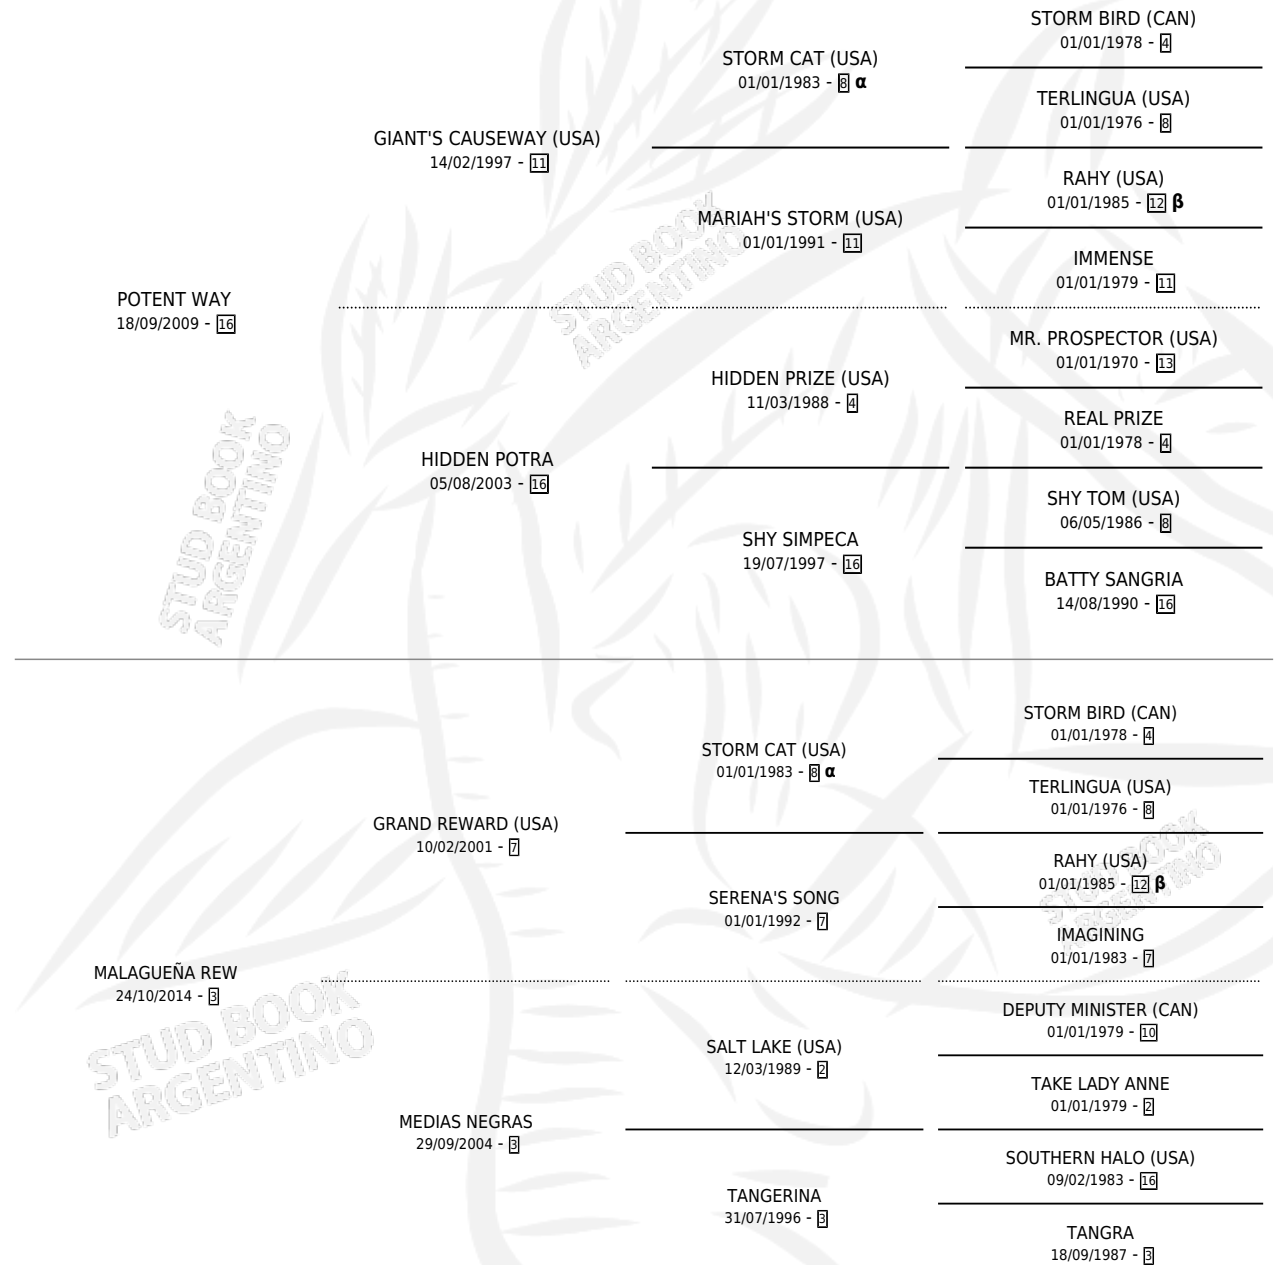 STORM BIRD (CAN)
01/01/1978 - 4
STORM CAT (USA)
01/01/1983 - 8 α
TERLINGUA (USA)
01/01/1976 - 8
GIANT'S CAUSEWAY (USA)
14/02/1997 - 11
RAHY (USA)
01/01/1985 - 12 β
MARIAH'S STORM (USA)
01/01/1991 - 11
IMMENSE
01/01/1979 - 11
POTENT WAY
18/09/2009 - 16
MR. PROSPECTOR (USA)
01/01/1970 - 13
HIDDEN PRIZE (USA)
11/03/1988 - 4
REAL PRIZE
01/01/1978 - 4
HIDDEN POTRA
05/08/2003 - 16
SHY TOM (USA)
06/05/1986 - 8
SHY SIMPECA
19/07/1997 - 16
BATTY SANGRIA
14/08/1990 - 16
STORM BIRD (CAN)
01/01/1978 - 4
STORM CAT (USA)
01/01/1983 - 8 α
TERLINGUA (USA)
01/01/1976 - 8
GRAND REWARD (USA)
10/02/2001 - 7
RAHY (USA)
01/01/1985 - 12 β
SERENA'S SONG
01/01/1992 - 7
IMAGINING
01/01/1983 - 7
MALAGUEÑA REW
24/10/2014 - 3
DEPUTY MINISTER (CAN)
01/01/1979 - 10
SALT LAKE (USA)
12/03/1989 - 2
TAKE LADY ANNE
01/01/1979 - 2
MEDIAS NEGRAS
29/09/2004 - 3
SOUTHERN HALO (USA)
09/02/1983 - 16
TANGERINA
31/07/1996 - 3
TANGRA
18/09/1987 - 3
STUD BOOK
ARGENTINO
STUD BOOK
ARGENTINO
STUD BOOK
ARGENTINO
STUD BOOK
ARGENTINO